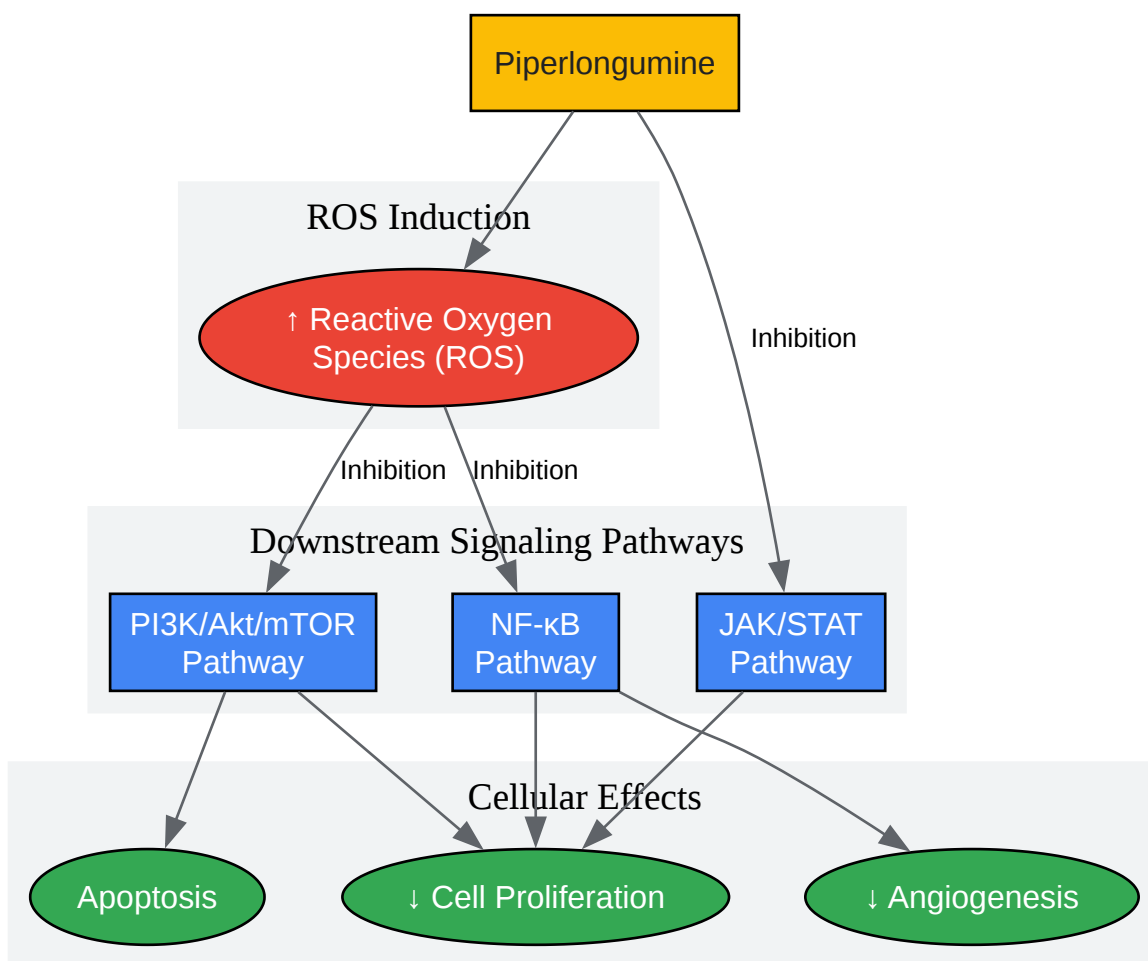 Piperlongumine
ROS Induction
↑ Reactive Oxygen
Species (ROS)
Inhibition
Inhibition
Inhibition
Downstream Signaling Pathways
PI3K/Akt/mTOR
Pathway
NF-κB
Pathway
JAK/STAT
Pathway
Cellular Effects
Apoptosis
↓ Cell Proliferation
↓ Angiogenesis